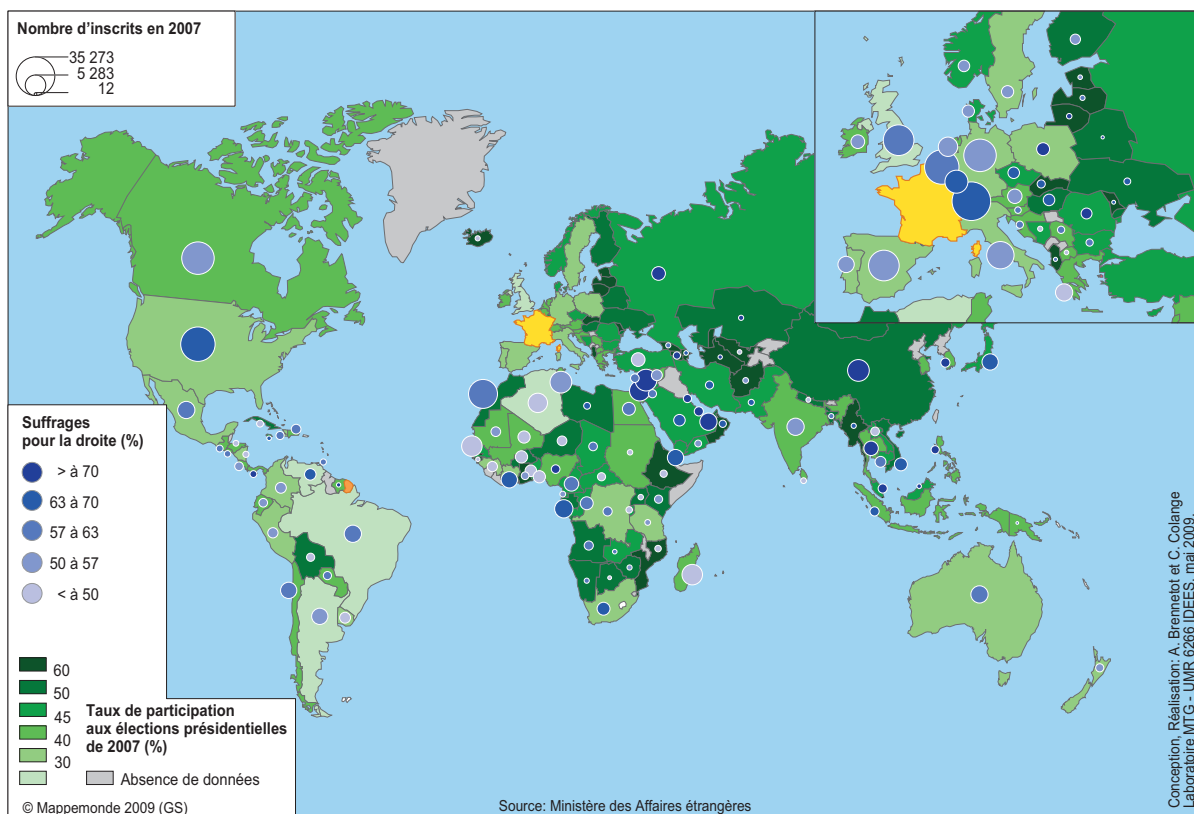 Nombre d’inscrits en 2007
35 273
5 283
12
Suffrages
pour la droite (%)
> à 70
63 à 70
57 à 63
50 à 57
< à 50
60
50
45
40
30
Taux de participation
aux élections présidentielles
de 2007 (%)
Absence de données
© Mappemonde 2009 (GS)
Source: Ministère des Affaires étrangères
Conception, Réalisation: A. Brennetot et C. Colange
Laboratoire MTG - UMR 6266 IDEES, mai 2009.